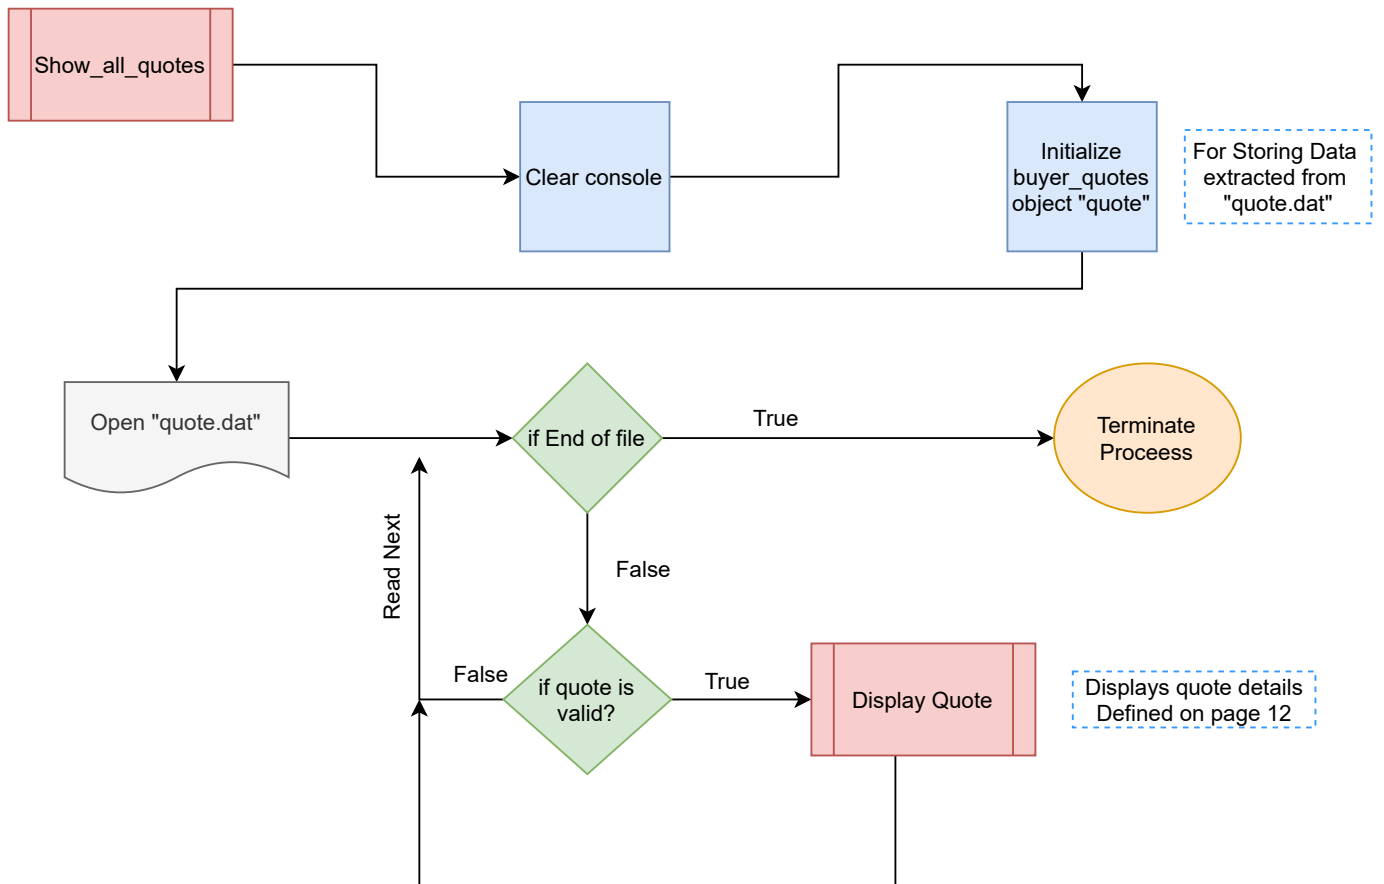 Show_all_quotes
Clear console
Initialize
buyer_quotes
object "quote"
For Storing Data
extracted from
"quote.dat"
Open "quote.dat"
if End of file
True
Terminate
Proceess
Read Next
False
False
if quote is
valid?
True
Display Quote
Displays quote details
Defined on page 12